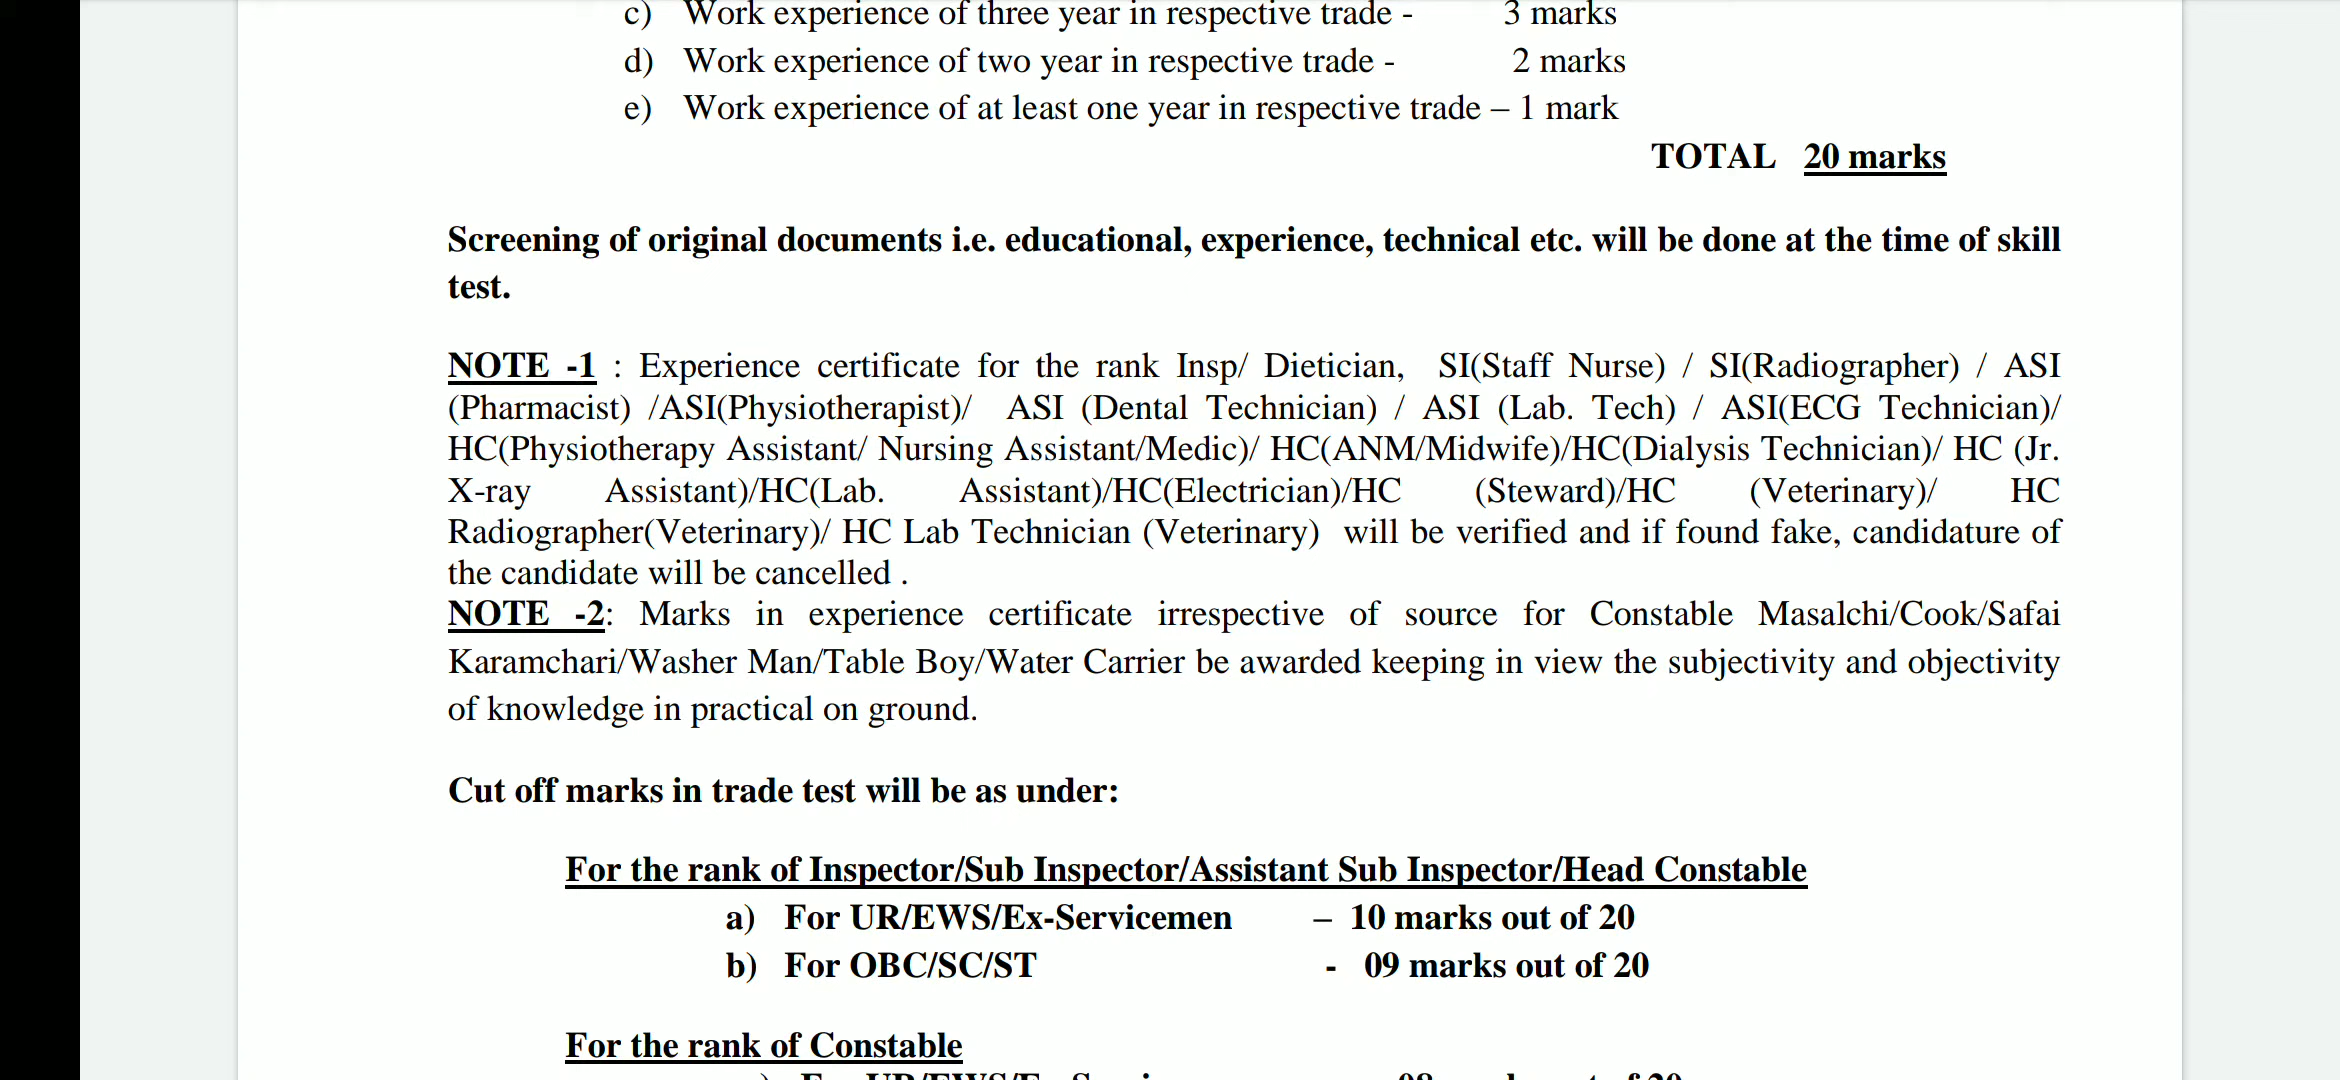 c) Work experience of three year in respective trade - 3 marks
d) Work experience of two year in respective trade - 2 marks
e) Work experience of at least one year in respective trade – 1 mark
TOTAL 20 marks
Screening of original documents i.e. educational, experience, technical etc. will be done at the time of skill
test.
NOTE -1 : Experience certificate for the rank Insp/ Dietician, SI(Staff Nurse) / SI(Radiographer) / ASI
(Pharmacist) /ASI(Physiotherapist)/ ASI (Dental Technician) / ASI (Lab. Tech) / ASI(ECG Technician)/
HC(Physiotherapy Assistant/ Nursing Assistant/Medic)/ HC(ANM/Midwife)/HC(Dialysis Technician)/ HC (Jr.
X-ray Assistant)/HC(Lab. Assistant)/HC(Electrician)/HC (Steward)/HC (Veterinary)/ HC
Radiographer(Veterinary)/ HC Lab Technician (Veterinary) will be verified and if found fake, candidature of
the candidate will be cancelled .
NOTE -2: Marks in experience certificate irrespective of source for Constable Masalchi/Cook/Safai
Karamchari/Washer Man/Table Boy/Water Carrier be awarded keeping in view the subjectivity and objectivity
of knowledge in practical on ground.
Cut off marks in trade test will be as under:
For the rank of Inspector/Sub Inspector/Assistant Sub Inspector/Head Constable
a) For UR/EWS/Ex-Servicemen – 10 marks out of 20
b) For OBC/SC/ST - 09 marks out of 20
For the rank of Constable